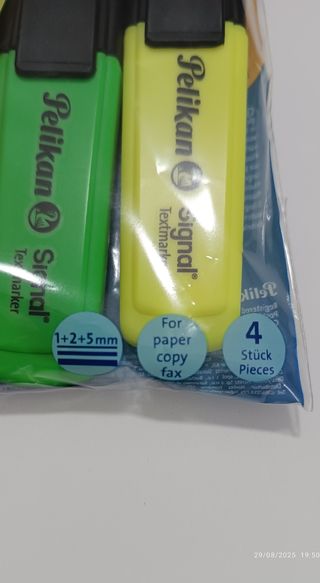 Pelikan
Signal®
Textmarker
Pelikan
Signal®
Textmarker
1+2+5 mm
For
paper
copy
fax
4
Stück
Pieces
29/08/2025 19:50